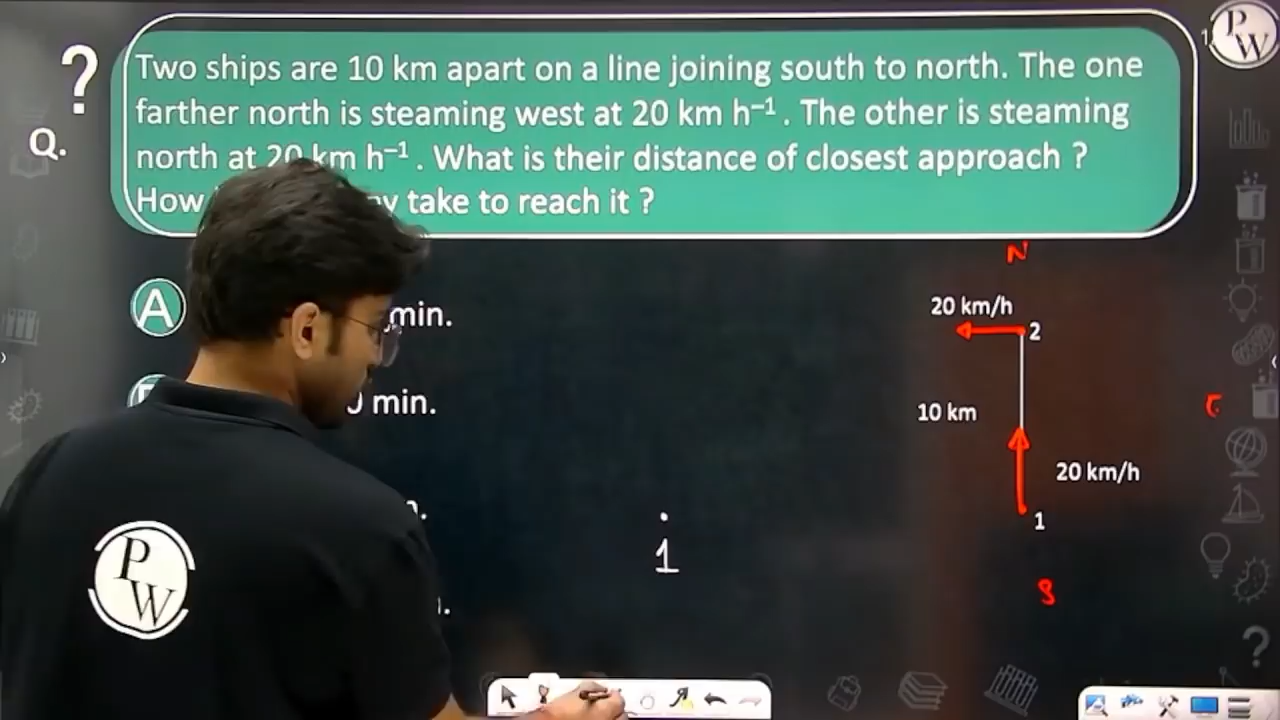 Two ships are 10 km apart on a line joining south to north. The one
farther north is steaming west at 20 km h⁻¹ . The other is steaming
north at 20 km h⁻¹ . What is their distance of closest approach ?
How take to reach it ?
?
Q.
A
min.
min.
N
20 km/h
2
10 km
20 km/h
1
S
1
P
W
P
W